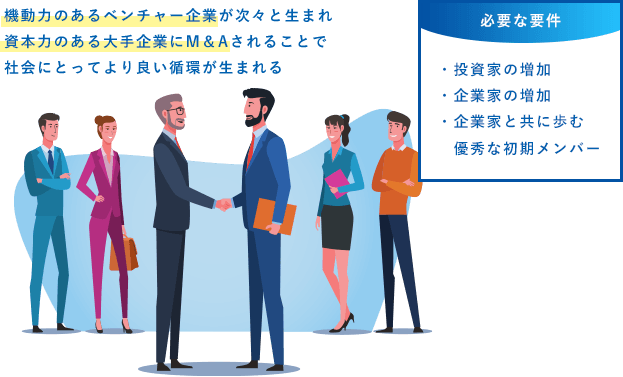 機動力のあるベンチャー企業が次々と生まれ
資本力のある大手企業にM＆Aされることで
社会にとってより良い循環が生まれる
必要な要件
・投資家の増加
・企業家の増加
・企業家と共に歩む
優秀な初期メンバー